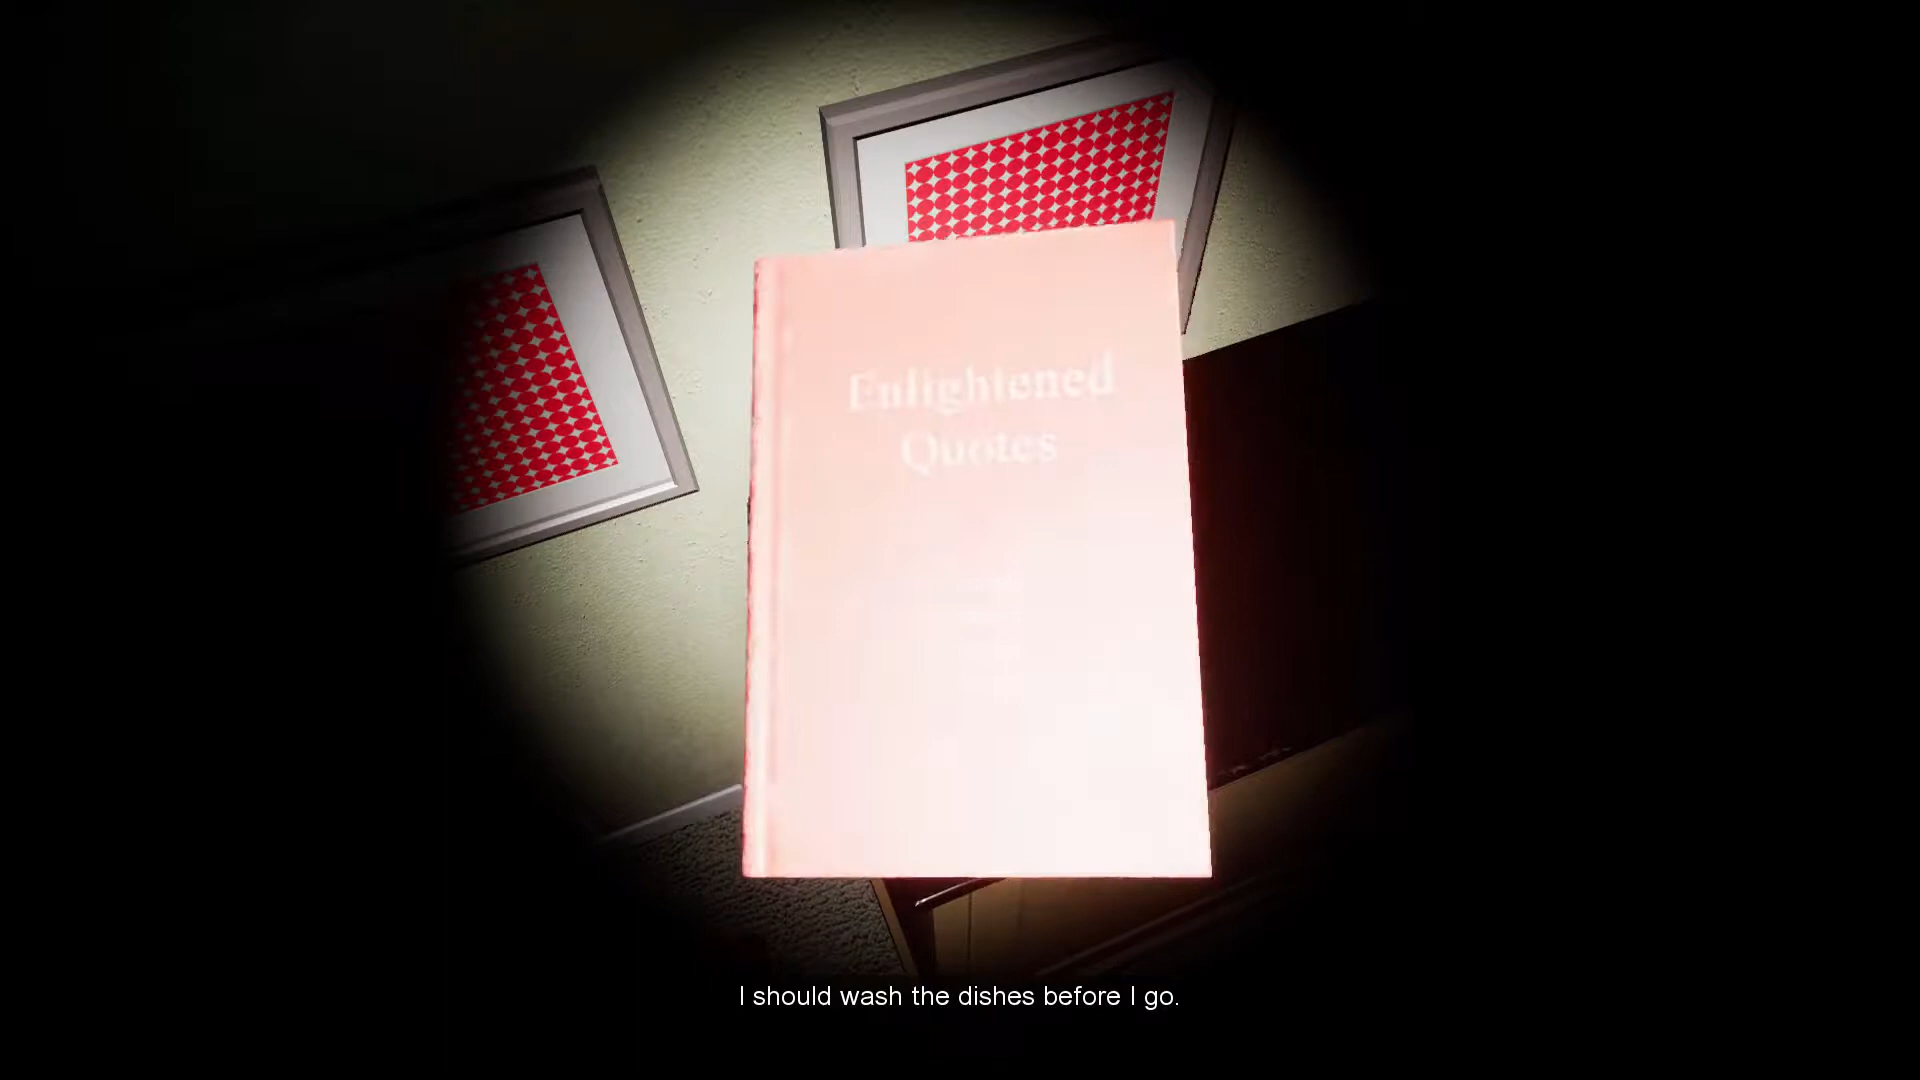 Enlightened
Quotes
I should wash the dishes before I go.